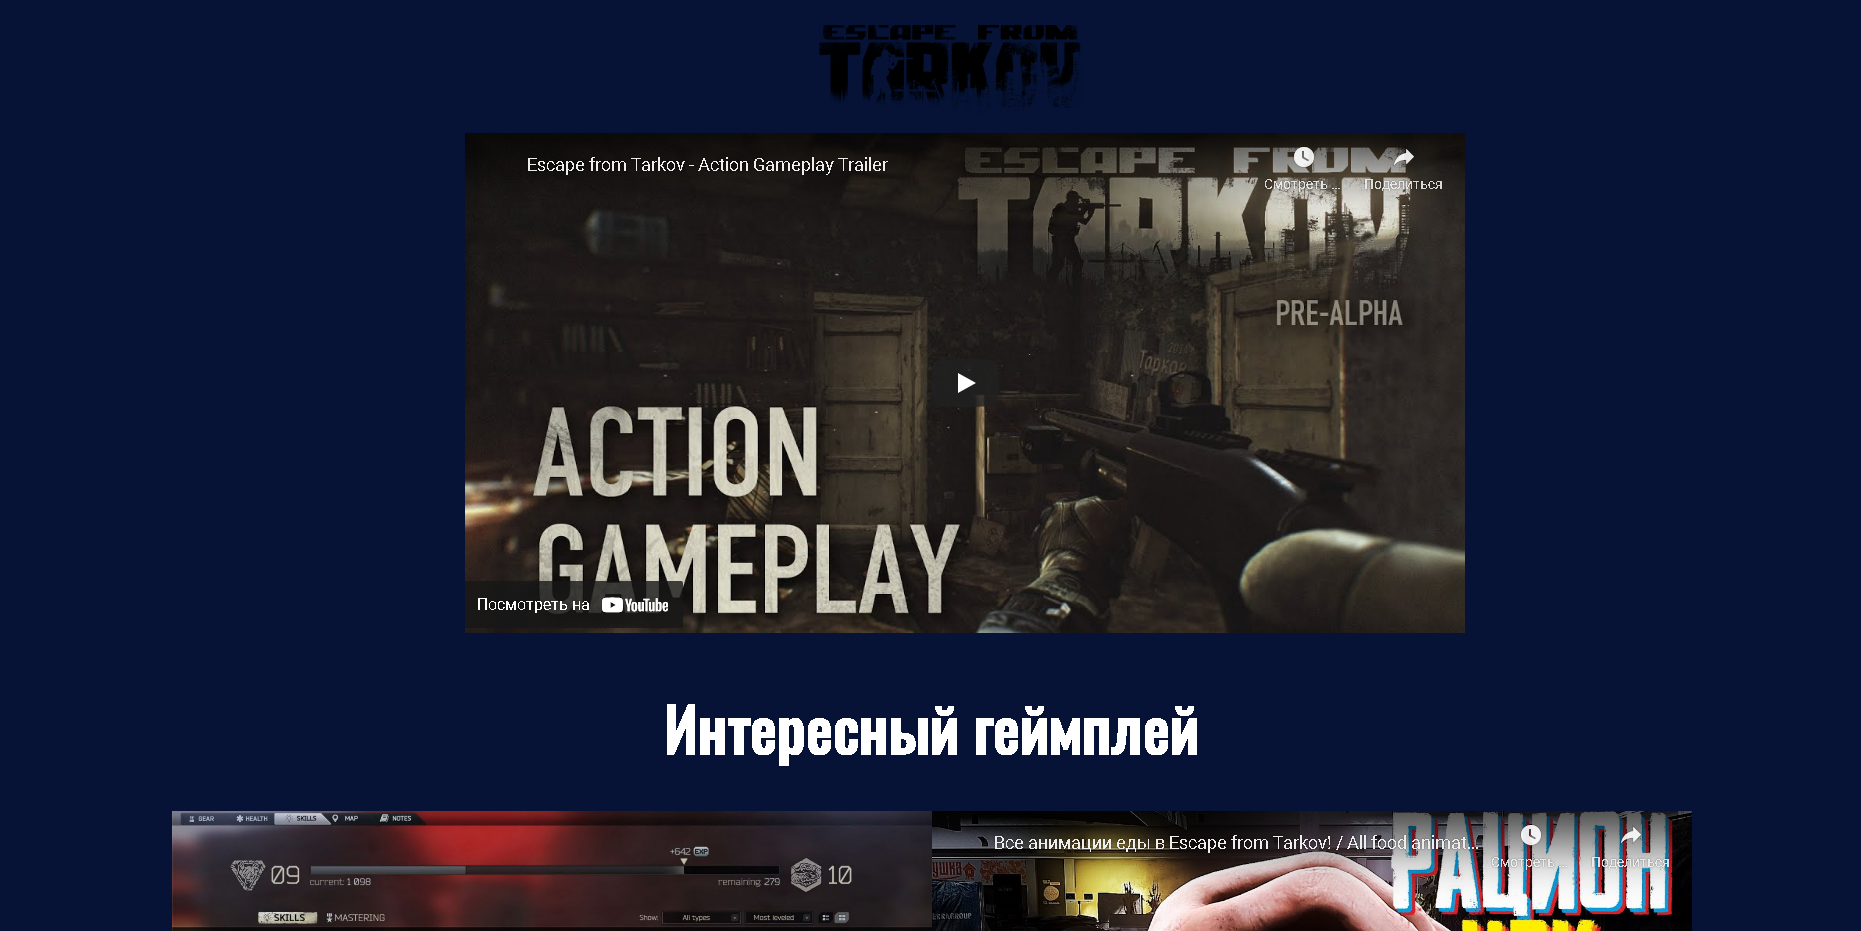 ESCAPE FROM
TARKOV
Escape from Tarkov - Action Gameplay Trailer
ESCAPE FROM
TARKOV
Смотреть ...
Поделиться
PRE-ALPHA
ACTION
GAMEPLAY
Посмотреть на YouTube
Интересный геймплей
GEAR HEALTH SKILLS MAP NOTES
+642 EXP
09 10
current: 1 098 remaining: 279
SKILLS MASTERING Show: All types Most leveled
Все анимации еды в Escape from Tarkov! / All food animat...
Смотреть ...
Поделиться
РАЦИОН